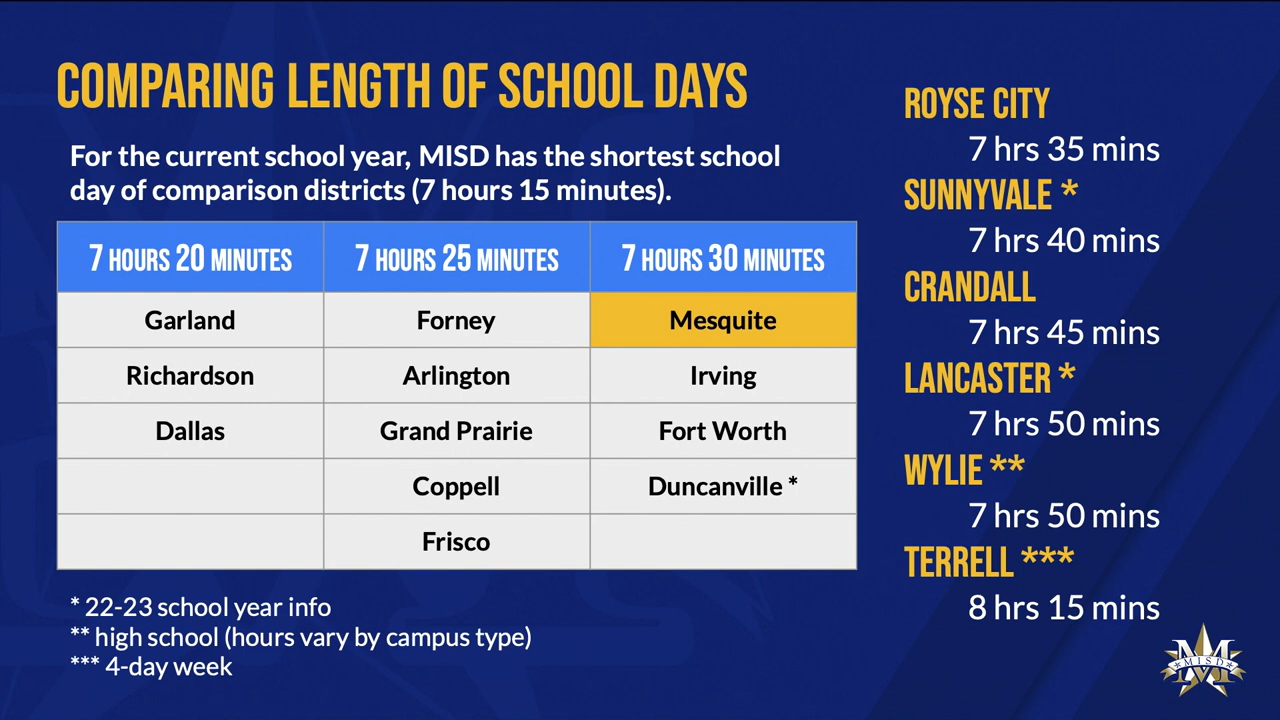 COMPARING LENGTH OF SCHOOL DAYS
For the current school year, MISD has the shortest school
day of comparison districts (7 hours 15 minutes).
7 HOURS 20 MINUTES 7 HOURS 25 MINUTES 7 HOURS 30 MINUTES
Garland Forney Mesquite
Richardson Arlington Irving
Dallas Grand Prairie Fort Worth
Coppell Duncanville *
Frisco
* 22-23 school year info
** high school (hours vary by campus type)
*** 4-day week
ROYSE CITY
7 hrs 35 mins
SUNNYVALE *
7 hrs 40 mins
CRANDALL
7 hrs 45 mins
LANCASTER *
7 hrs 50 mins
WYLIE **
7 hrs 50 mins
TERRELL ***
8 hrs 15 mins
M
MISD